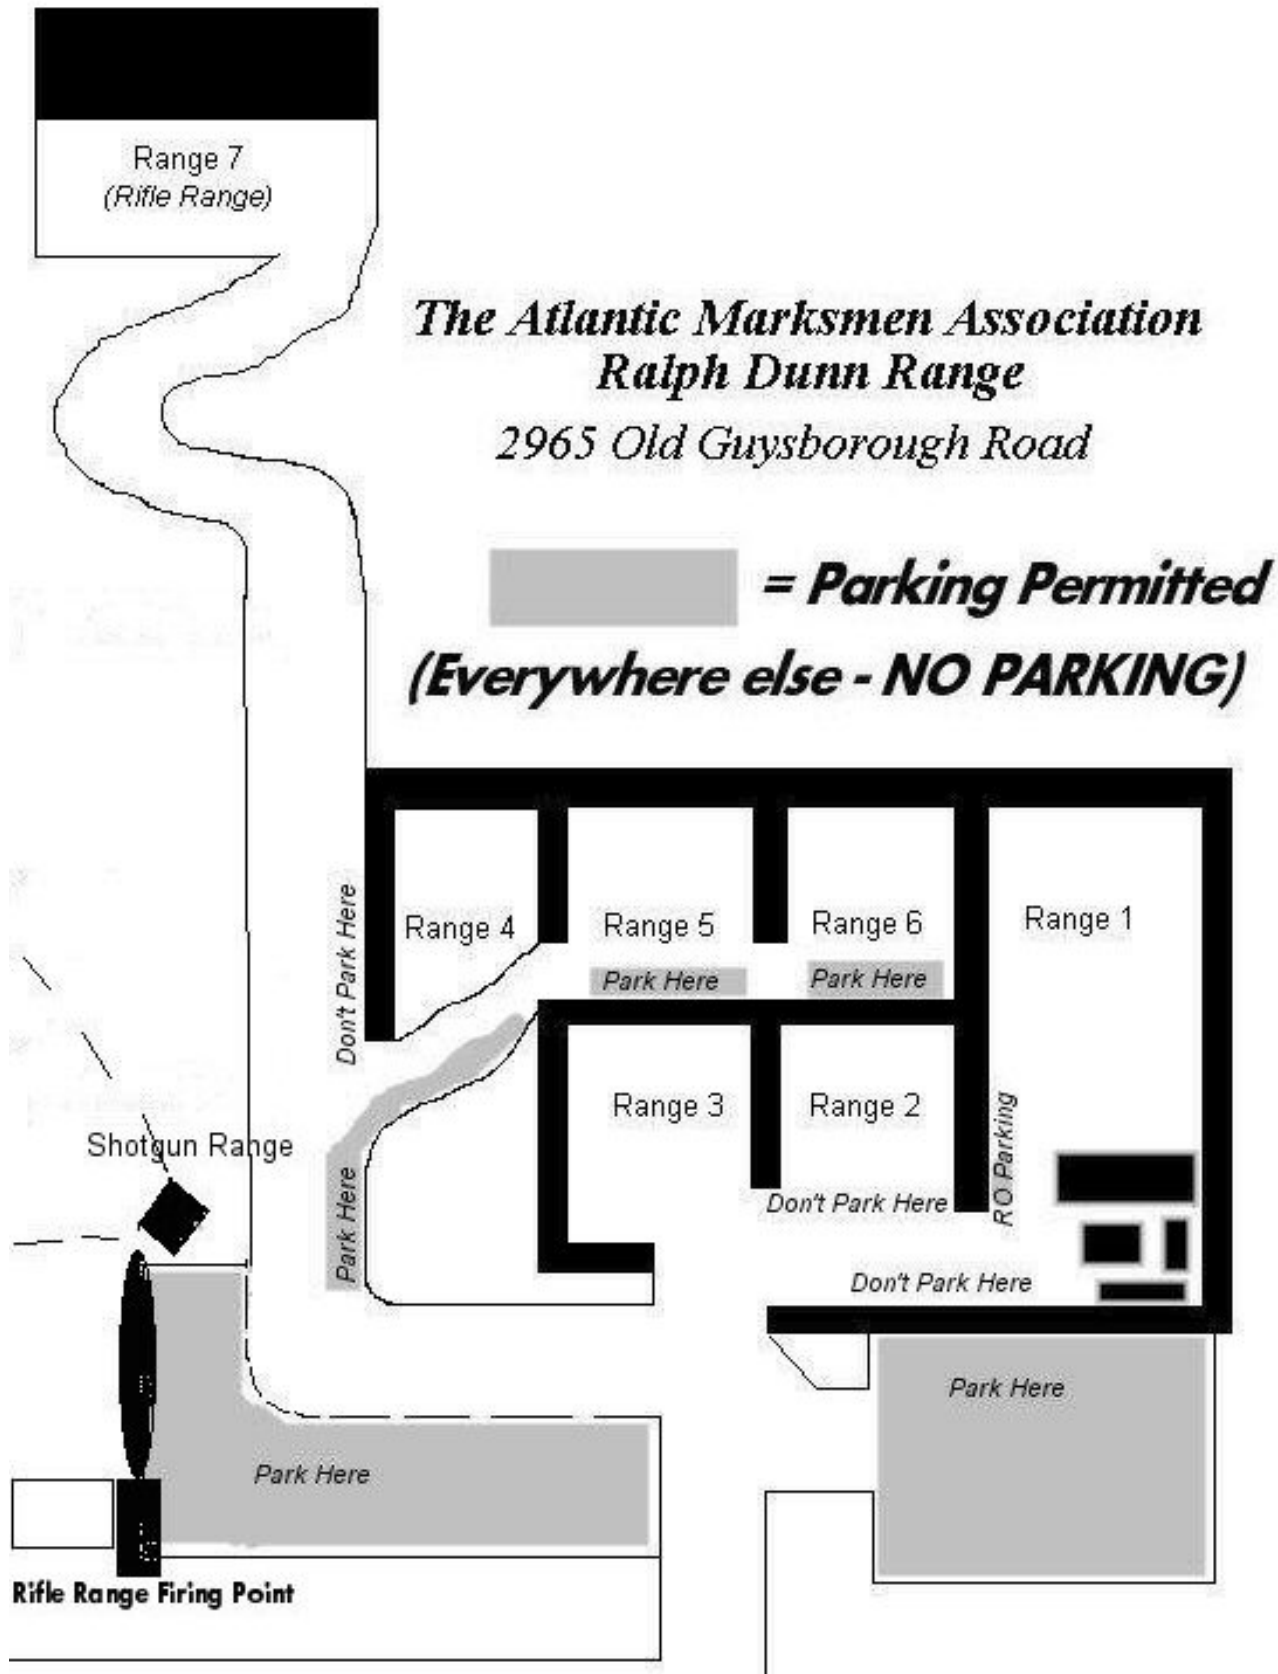 Range 7
(Rifle Range)
The Atlantic Marksmen Association
Ralph Dunn Range
2965 Old Guysborough Road
= Parking Permitted
(Everywhere else - NO PARKING)
Don't Park Here
Range 4
Range 5
Range 6
Range 1
Park Here
Park Here
Range 3
Range 2
RO Parking
Shotgun Range
Park Here
Don't Park Here
Don't Park Here
Park Here
Park Here
Rifle Range Firing Point